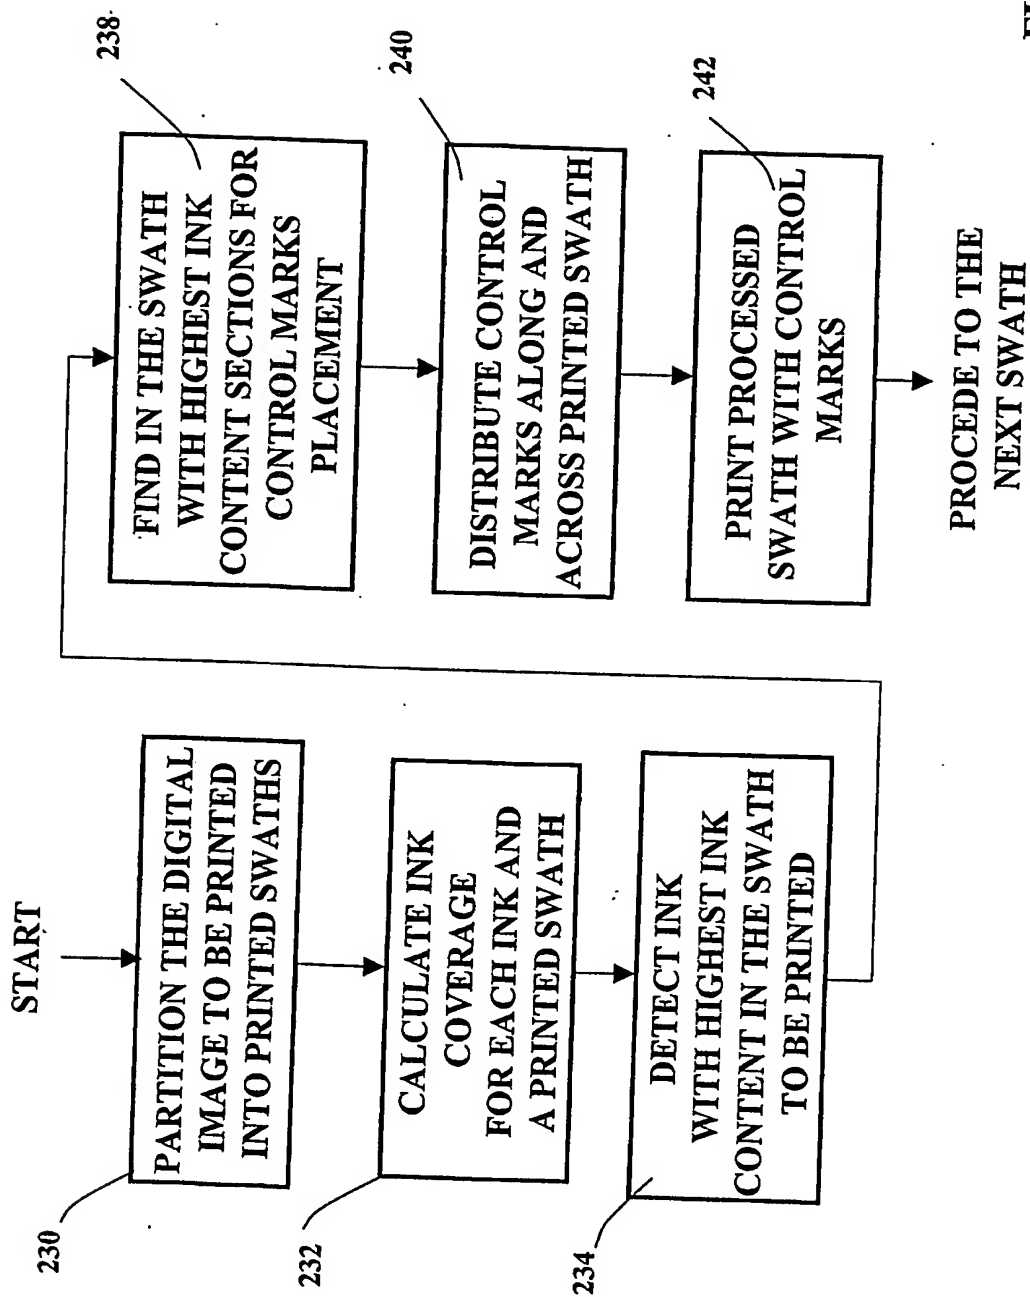 START
PARTITION THE DIGITAL
IMAGE TO BE PRINTED
INTO PRINTED SWATHS
230
CALCULATE INK
COVERAGE
FOR EACH INK AND
A PRINTED SWATH
232
DETECT INK
WITH HIGHEST INK
CONTENT IN THE SWATH
TO BE PRINTED
234
FIND IN THE SWATH
WITH HIGHEST INK
CONTENT SECTIONS FOR
CONTROL MARKS
PLACEMENT
238
DISTRIBUTE CONTROL
MARKS ALONG AND
ACROSS PRINTED SWATH
240
PRINT PROCESSED
SWATH WITH CONTROL
MARKS
242
PROCEDE TO THE
NEXT SWATH